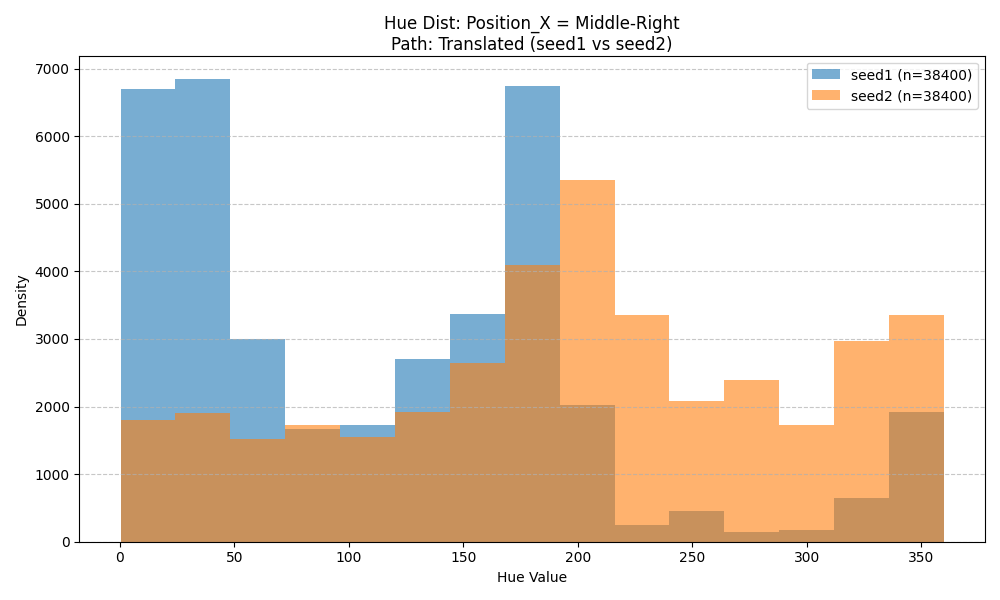 Hue Dist: Position_X = Middle-Right
Path: Translated (seed1 vs seed2)
seed1 (n=38400)
seed2 (n=38400)
Density
7000
6000
5000
4000
3000
2000
1000
0
0 50 100 150 200 250 300 350
Hue Value